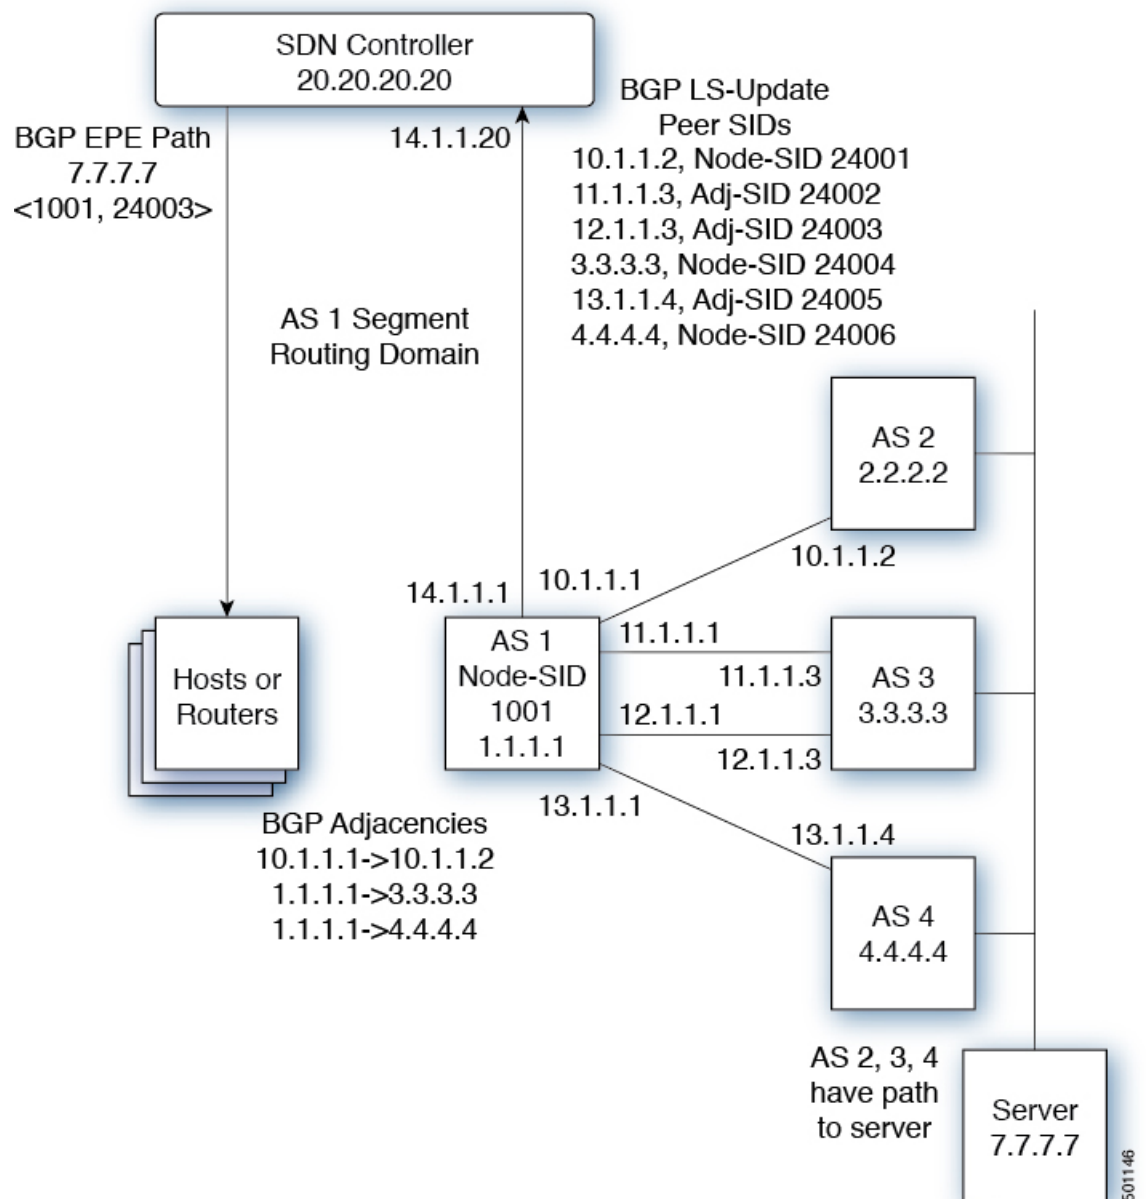 SDN Controller
20.20.20.20
BGP EPE Path
7.7.7.7
<1001, 24003>
14.1.1.20
BGP LS-Update
Peer SIDs
10.1.1.2, Node-SID 24001
11.1.1.3, Adj-SID 24002
12.1.1.3, Adj-SID 24003
3.3.3.3, Node-SID 24004
13.1.1.4, Adj-SID 24005
4.4.4.4, Node-SID 24006
AS 1 Segment
Routing Domain
AS 2
2.2.2.2
10.1.1.2
14.1.1.1
10.1.1.1
Hosts or
Routers
AS 1
Node-SID
1001
1.1.1.1
11.1.1.1
11.1.1.3
12.1.1.1
12.1.1.3
AS 3
3.3.3.3
13.1.1.1
13.1.1.4
BGP Adjacencies
10.1.1.1->10.1.1.2
1.1.1.1->3.3.3.3
1.1.1.1->4.4.4.4
AS 4
4.4.4.4
AS 2, 3, 4
have path
to server
Server
7.7.7.7